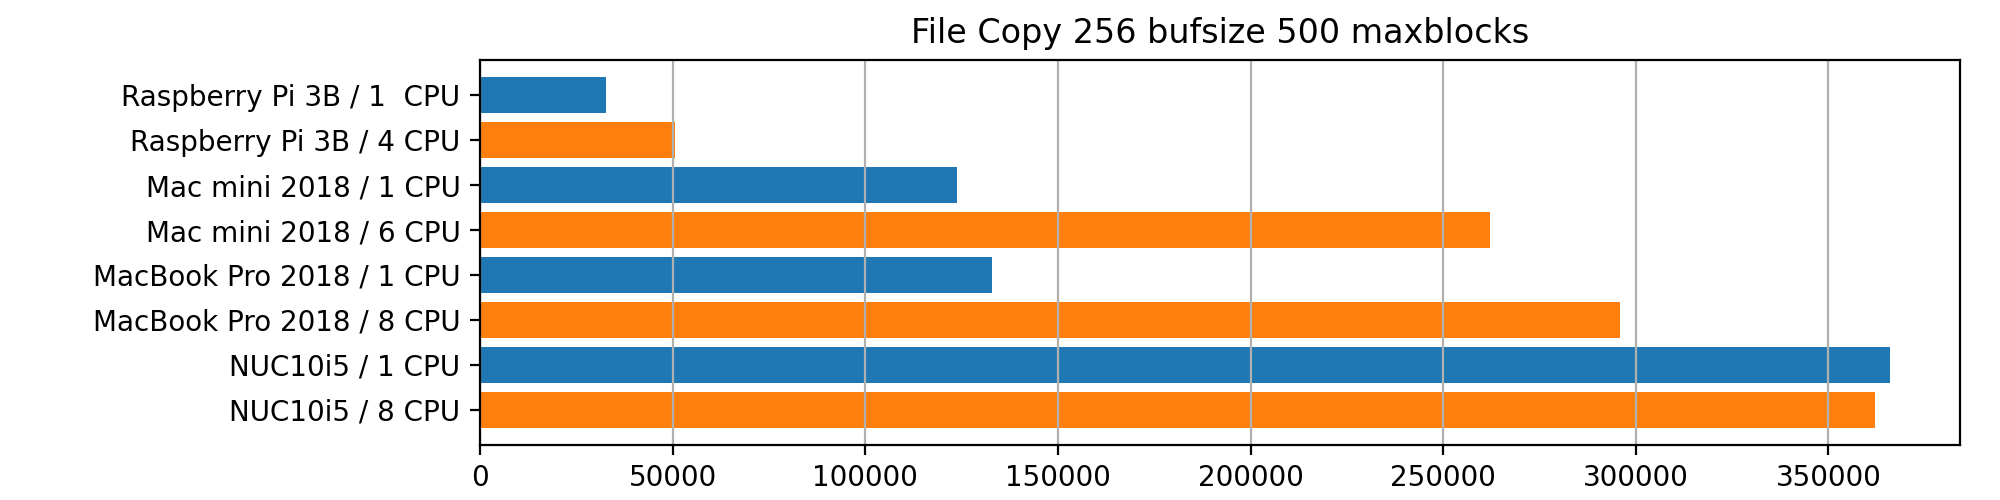 File Copy 256 bufsize 500 maxblocks
Raspberry Pi 3B / 1  CPU
Raspberry Pi 3B / 4 CPU
Mac mini 2018 / 1 CPU
Mac mini 2018 / 6 CPU
MacBook Pro 2018 / 1 CPU
MacBook Pro 2018 / 8 CPU
NUC10i5 / 1 CPU
NUC10i5 / 8 CPU
0 50000 100000 150000 200000 250000 300000 350000